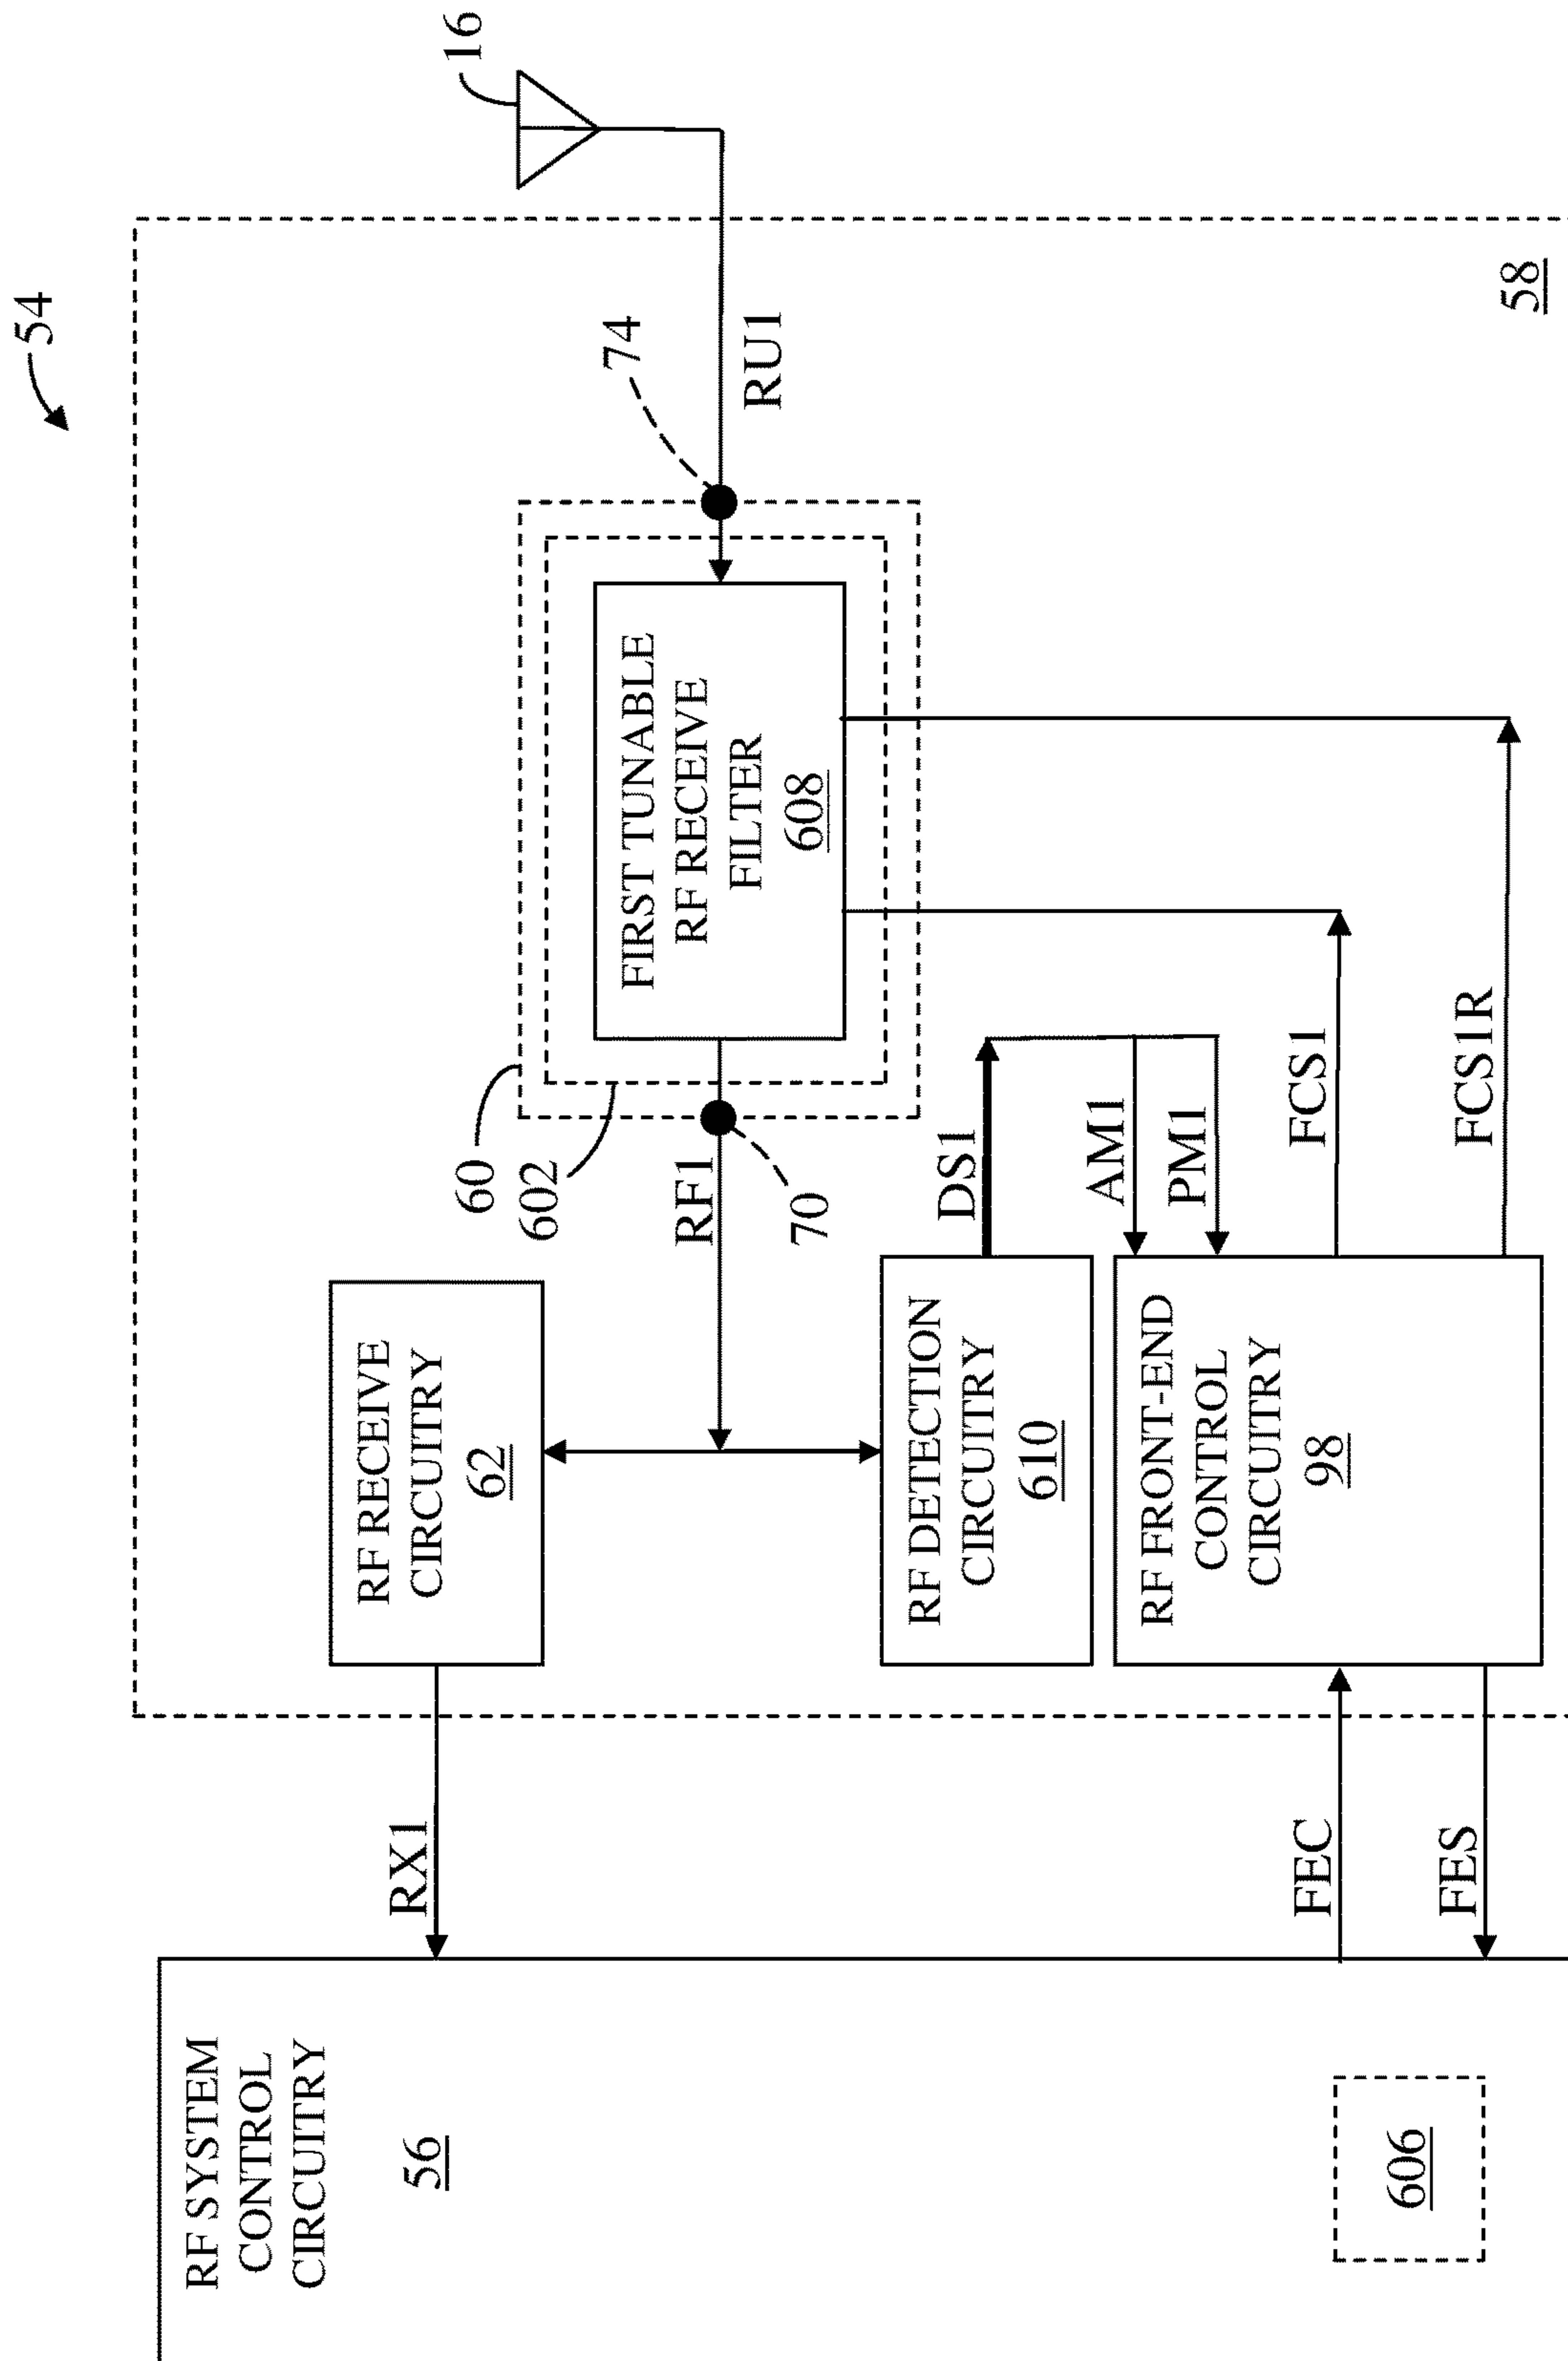 54
RF SYSTEM
CONTROL
CIRCUITRY
56
606
RX1
FEC
FES
RF RECEIVE
CIRCUITRY
62
RF DETECTION
CIRCUITRY
610
RF FRONT-END
CONTROL
CIRCUITRY
98
60
602
RF1
70
DS1
AM1
PM1
FCS1
FCS1R
FIRST TUNABLE
RF RECEIVE
FILTER
608
74
RU1
16
58